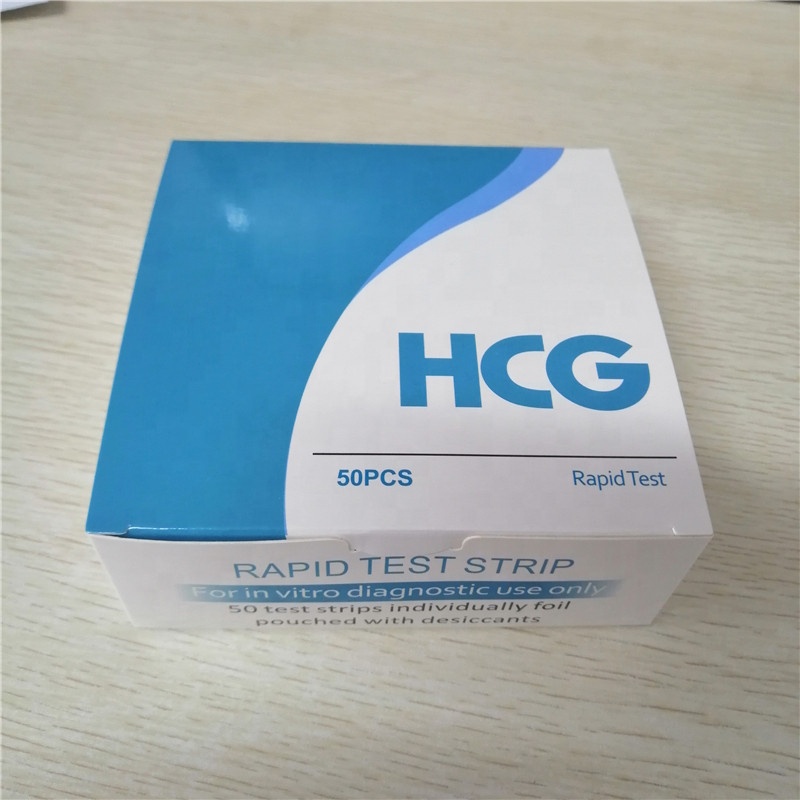 HCG
50PCS Rapid Test
RAPID TEST STRIP
For in vitro diagnostic use only
50 test strips individually foil
pouched with desiccants